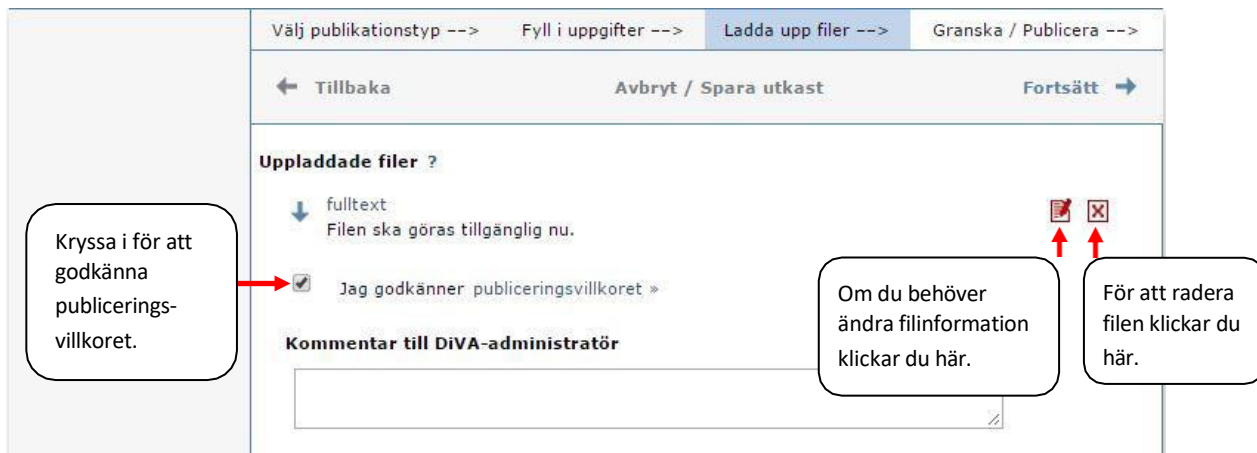 Välj publikationstyp --> Fyll i uppgifter --> Ladda upp filer --> Granska / Publicera -->
Tillbaka Avbryt / Spara utkast Fortsätt
Uppladdade filer ?
fulltext
Filen ska göras tillgänglig nu.
Kryssa i för att
godkänna
publicerings-
villkoret.
Jag godkänner publiceringsvillkoret »
Om du behöver
ändra filinformation
klickar du här.
För att radera
filen klickar du
här.
Kommentar till DiVA-administratör